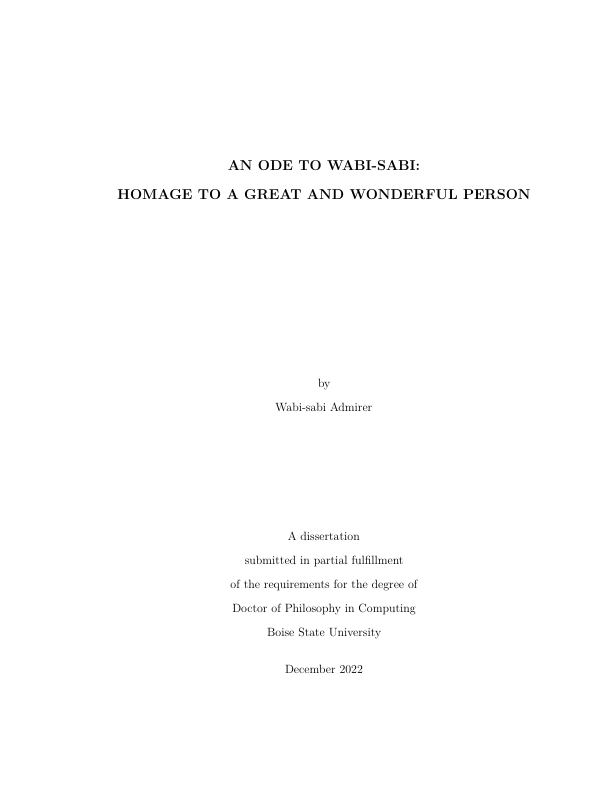 AN ODE TO WABI-SABI:
HOMAGE TO A GREAT AND WONDERFUL PERSON
by
Wabi-sabi Admirer
A dissertation
submitted in partial fulfillment
of the requirements for the degree of
Doctor of Philosophy in Computing
Boise State University
December 2022